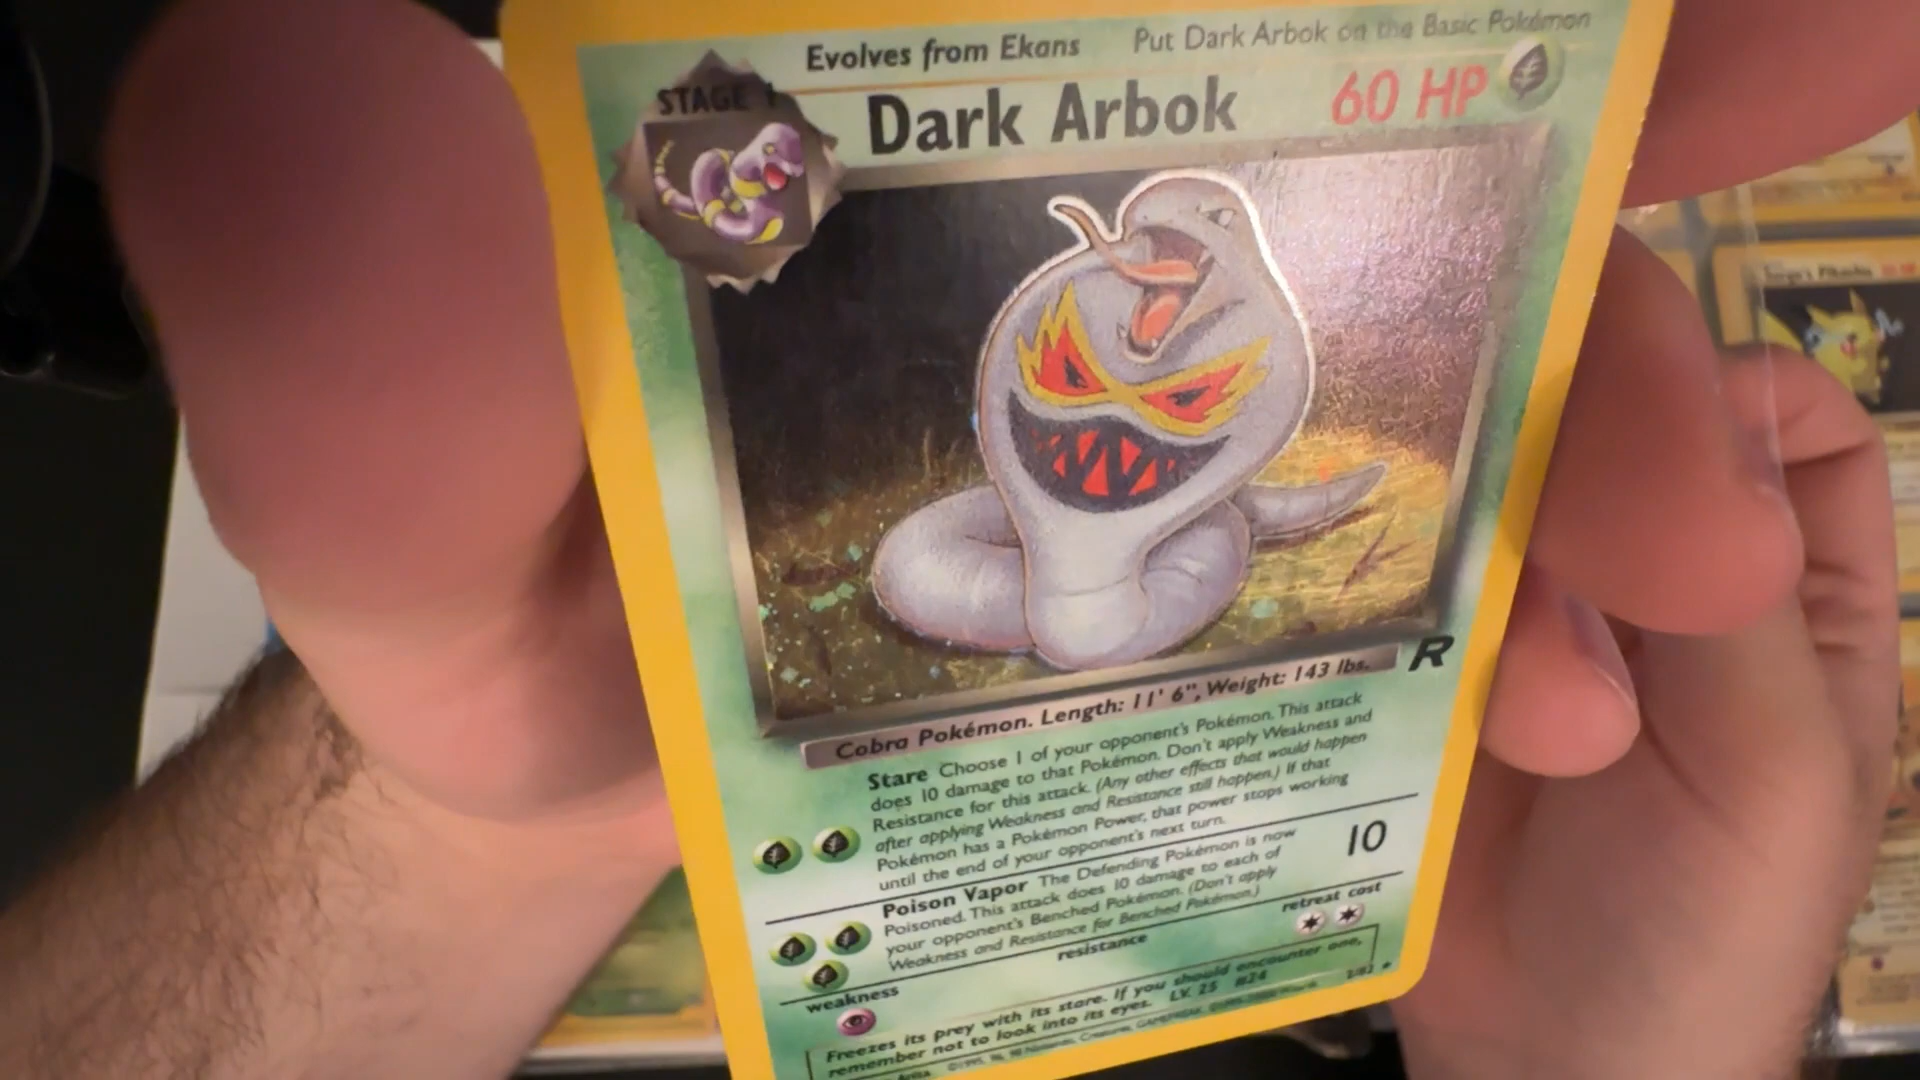 Evolves from Ekans Put Dark Arbok on the Basic Pokémon
STAGE 1
Dark Arbok 60 HP
R
Cobra Pokémon. Length: 11' 6", Weight: 143 lbs.
Stare Choose 1 of your opponent's Pokémon. This attack
does 10 damage to that Pokémon. Don't apply Weakness and
Resistance for this attack. (Any other effects that would happen
after applying Weakness and Resistance still happen.) If that
Pokémon has a Pokémon Power, that power stops working
until the end of your opponent's next turn.
Poison Vapor The Defending Pokémon is now
Poisoned. This attack does 10 damage to each of
your opponent's Benched Pokémon. (Don't apply
Weakness and Resistance for Benched Pokémon.)
10
weakness
resistance
retreat cost
Freezes its prey with its stare. If you should encounter one,
remember not to look into its eyes. LV. 25 #24
2/82
Surge's Pikachu